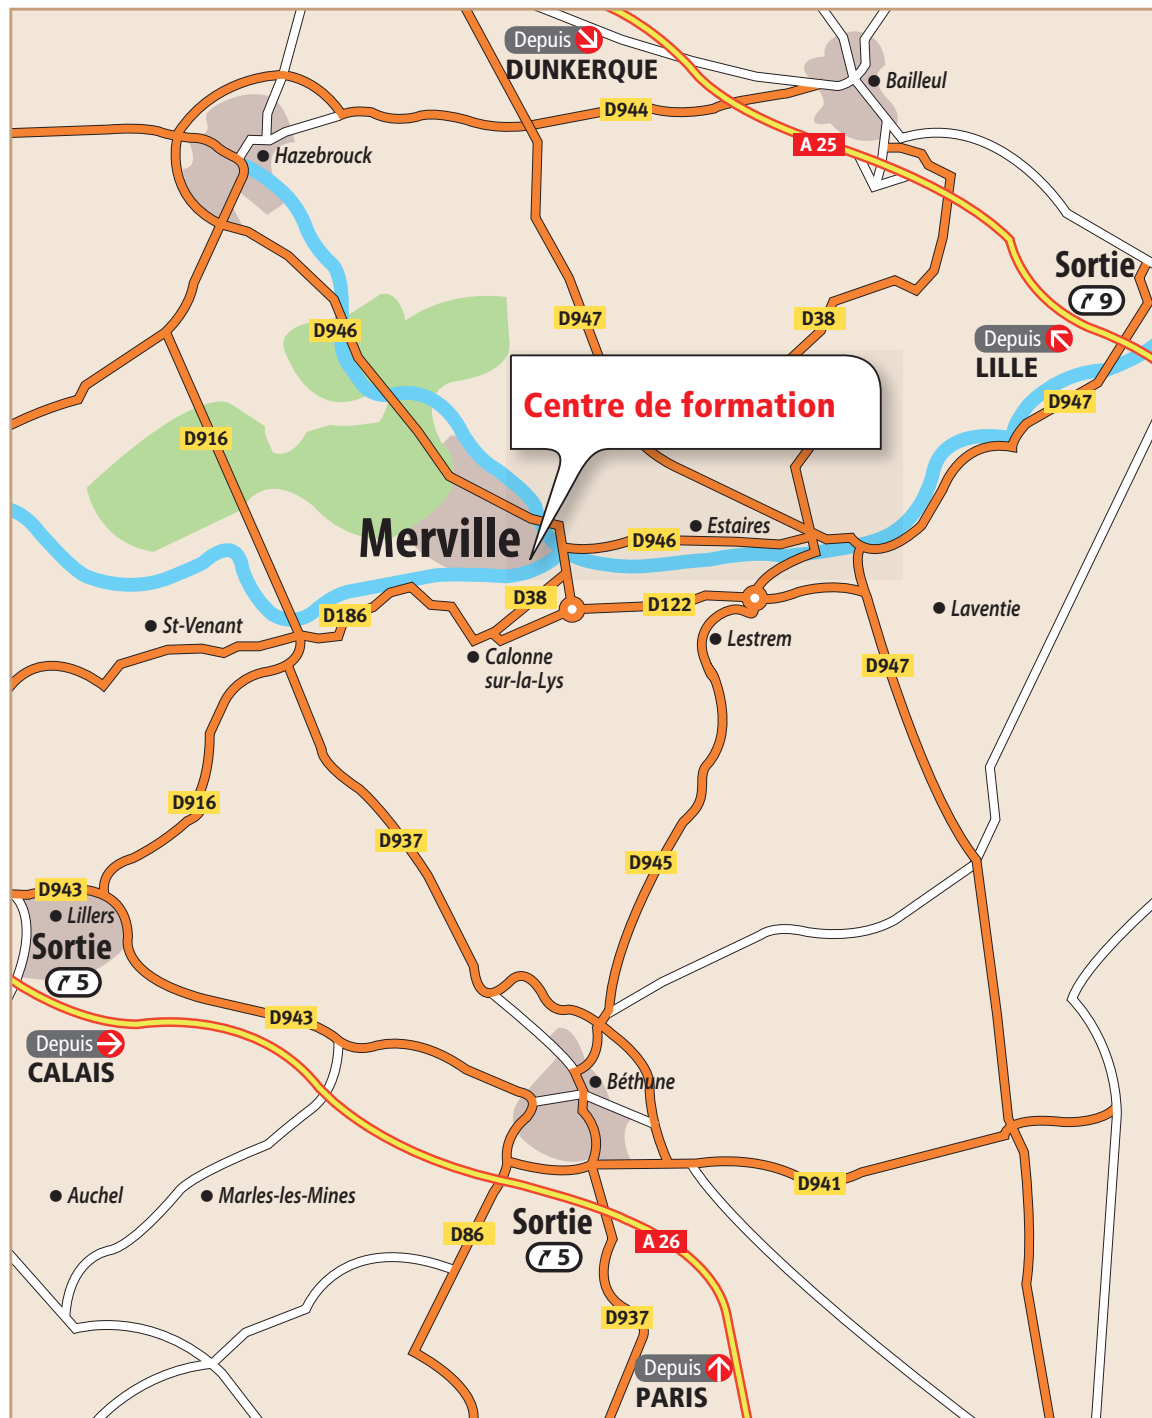 Depuis
DUNKERQUE
Bailleul
D944
A 25
Hazebrouck
Sortie
9
D946
D947
D38
Depuis
LILLE
D947
Centre de formation
D916
Merville
Estaires
D946
D38
D122
D186
Laventie
St-Venant
Lestrem
Calonne
sur-la-Lys
D947
D916
D937
D945
D943
Lillers
Sortie
5
D943
Depuis
CALAIS
Béthune
D941
Auchel
Marles-les-Mines
Sortie
5
D86
A 26
D937
Depuis
PARIS